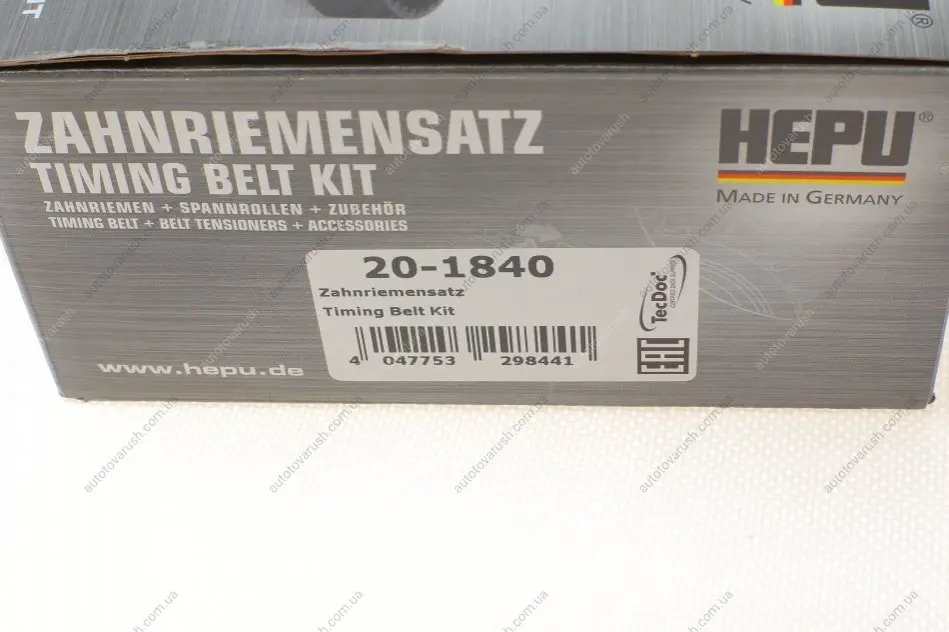 ZAHNRIEMENSATZ
TIMING BELT KIT
ZAHNRIEMEN + SPANNROLLEN + ZUBEHÖR
TIMING BELT + BELT TENSIONERS + ACCESSORIES
HEPU®
MADE IN GERMANY
20-1840
Zahnriemensatz
Timing Belt Kit
4 047753 298441
TecDoc
EAC
www.hepu.de
autotovarush.com.ua